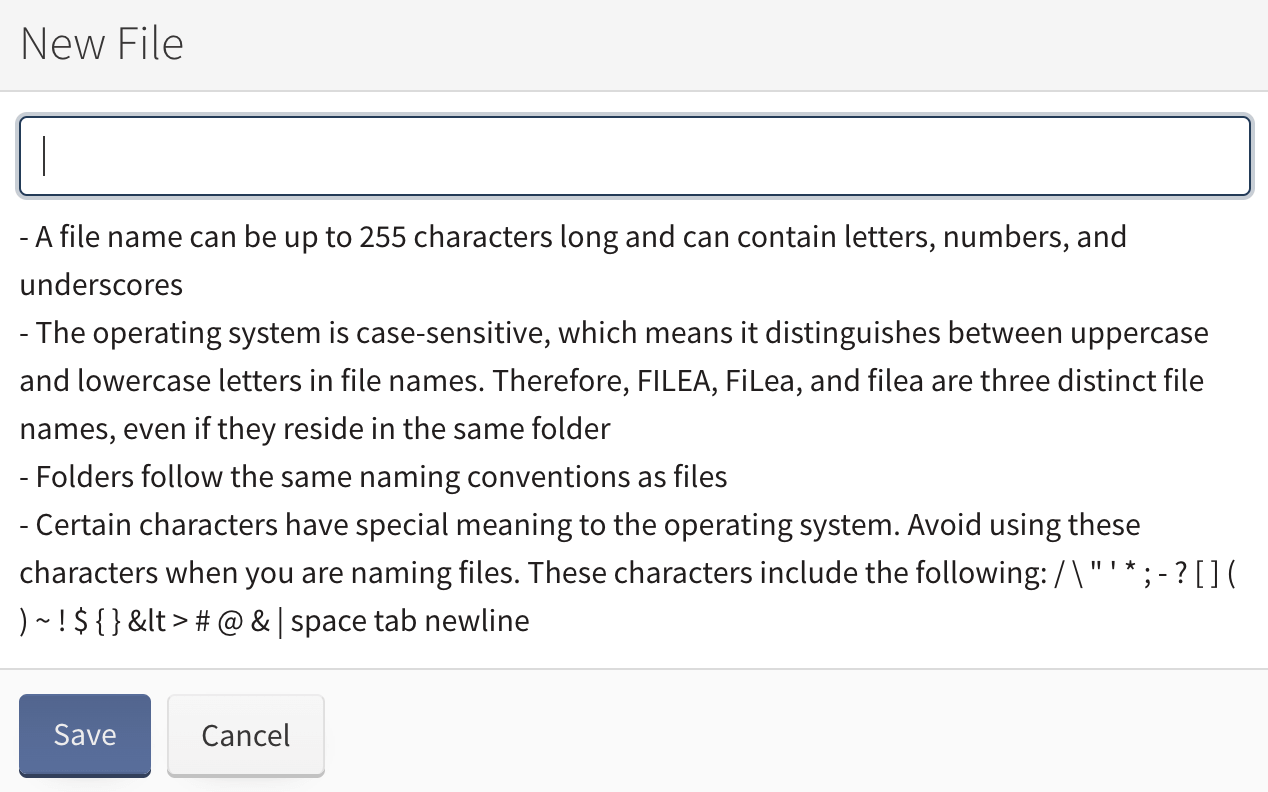 New File
- A file name can be up to 255 characters long and can contain letters, numbers, and
underscores
- The operating system is case-sensitive, which means it distinguishes between uppercase
and lowercase letters in file names. Therefore, FILEA, FiLea, and filea are three distinct file
names, even if they reside in the same folder
- Folders follow the same naming conventions as files
- Certain characters have special meaning to the operating system. Avoid using these
characters when you are naming files. These characters include the following: / \ " ' * ; - ? [ ] (
) ~ ! $ { } &lt > # @ & | space tab newline
Save Cancel